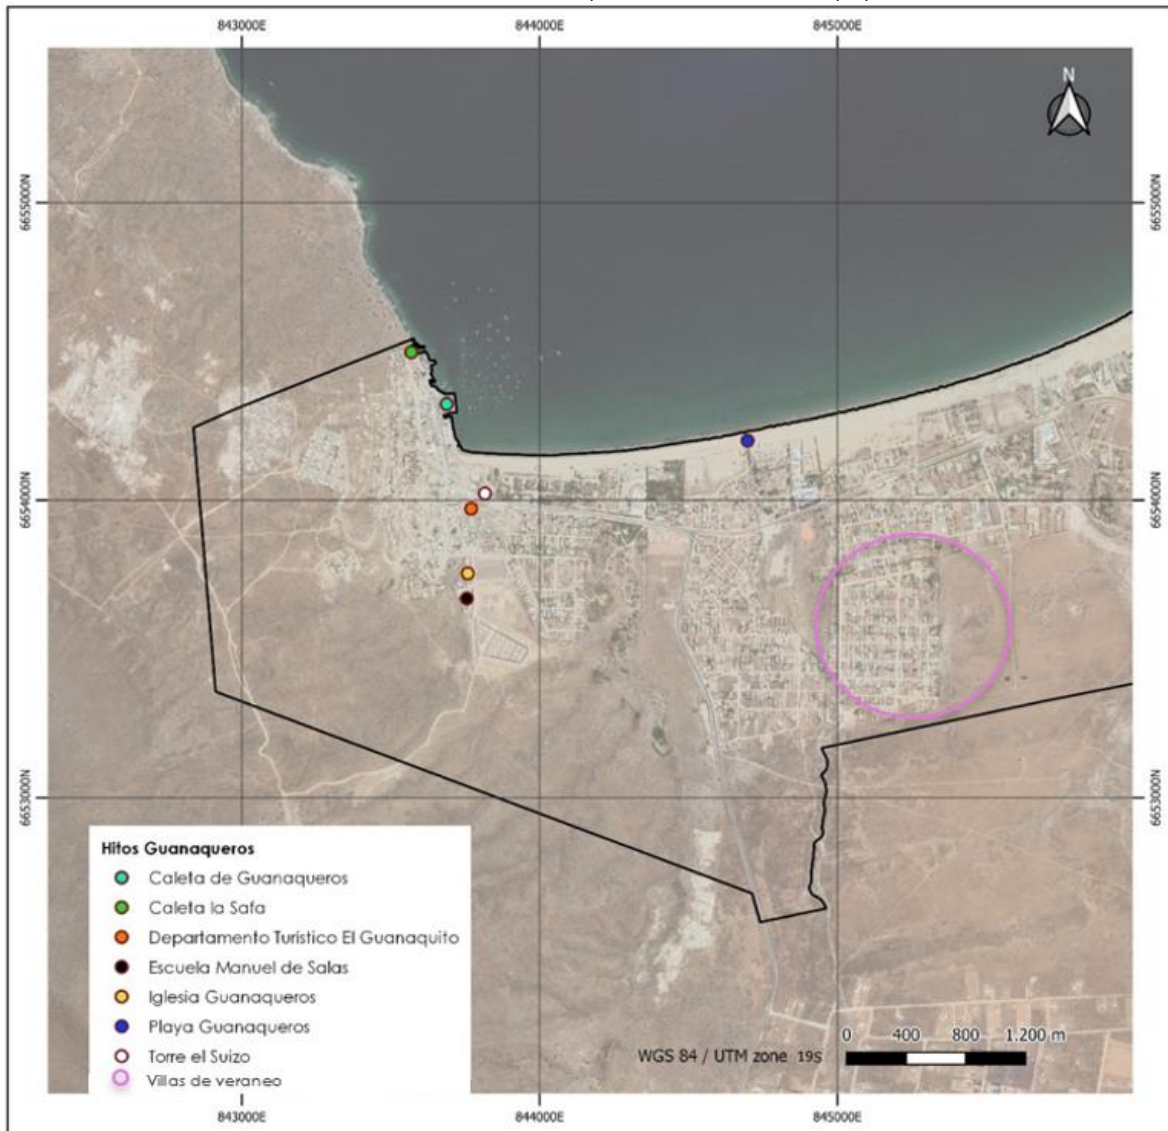 843000E 844000E 845000E
N
6655000N 6655000N
6654000N 6654000N
6653000N 6653000N
Hitos Guanaqueros
Caleta de Guanaqueros
Caleta la Safa
Departamento Turístico El Guanaquito
Escuela Manuel de Salas
Iglesia Guanaqueros
Playa Guanaqueros
Torre el Suizo
Villas de veraneo
WGS 84 / UTM zone 19s
0 400 800 1.200 m
843000E 844000E 845000E